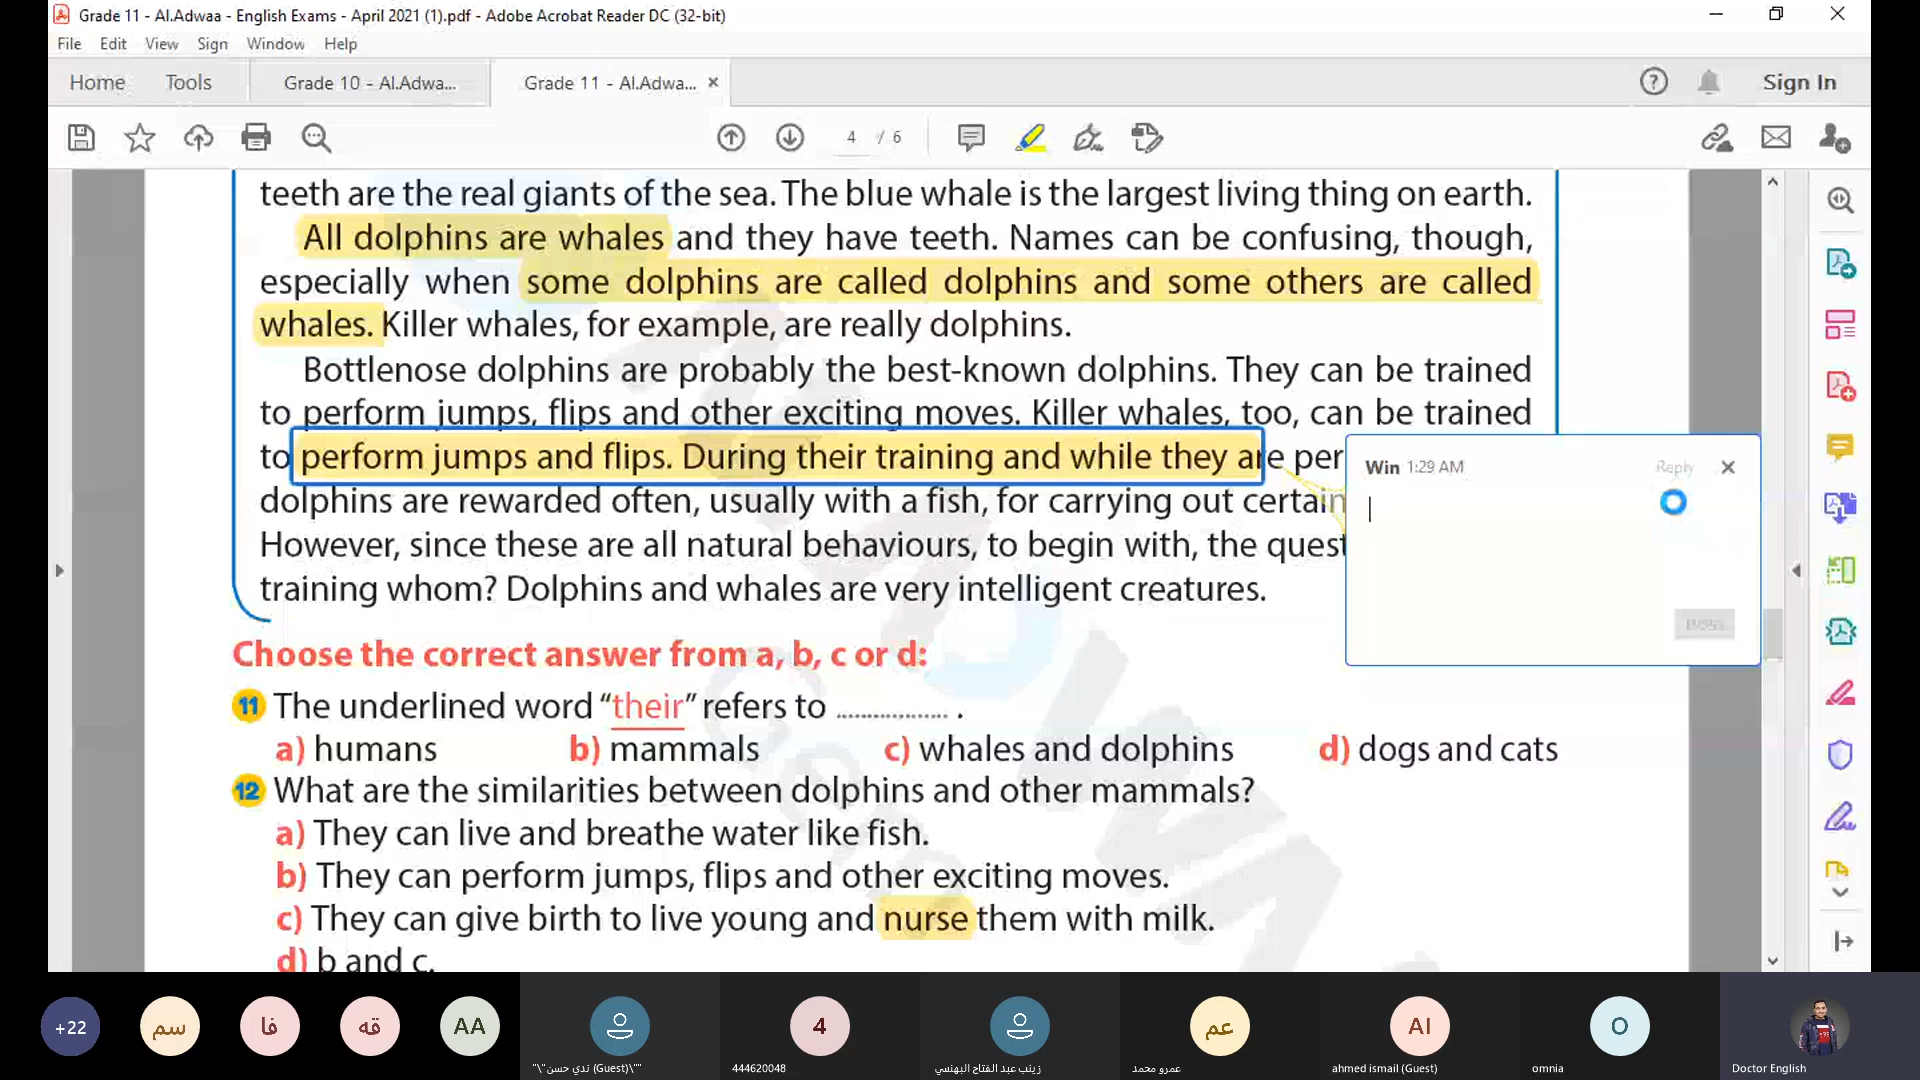 Grade 11 - Al.Adwaa - English Exams - April 2021 (1).pdf - Adobe Acrobat Reader DC (32-bit)
File Edit View Sign Window Help
Home Tools Grade 10 - Al.Adwa... Grade 11 - Al.Adwa... × Sign In
4 / 6
teeth are the real giants of the sea. The blue whale is the largest living thing on earth.
All dolphins are whales and they have teeth. Names can be confusing, though,
especially when some dolphins are called dolphins and some others are called
whales. Killer whales, for example, are really dolphins.
Bottlenose dolphins are probably the best-known dolphins. They can be trained
to perform jumps, flips and other exciting moves. Killer whales, too, can be trained
to perform jumps and flips. During their training and while they are per
dolphins are rewarded often, usually with a fish, for carrying out certain
However, since these are all natural behaviours, to begin with, the quest
training whom? Dolphins and whales are very intelligent creatures.
Win 1:29 AM Reply
Choose the correct answer from a, b, c or d:
11 The underlined word "their" refers to ................ .
a) humans b) mammals c) whales and dolphins d) dogs and cats
12 What are the similarities between dolphins and other mammals?
a) They can live and breathe water like fish.
b) They can perform jumps, flips and other exciting moves.
c) They can give birth to live young and nurse them with milk.
d) b and c.
+22 سم فا قه AA 4 عم AI O
"\"ندي حسن (Guest)\"" 444620048 زينب عبد الفتاح البهنسي عمرو محمد ahmed ismail (Guest) omnia Doctor English